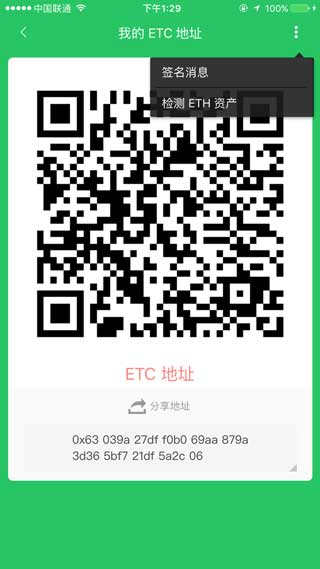 中国联通 下午1:29 100%
我的 ETC 地址
签名消息
检测 ETH 资产
ETC 地址
分享地址
0x63 039a 27df f0b0 69aa 879a
3d36 5bf7 21df 5a2c 06